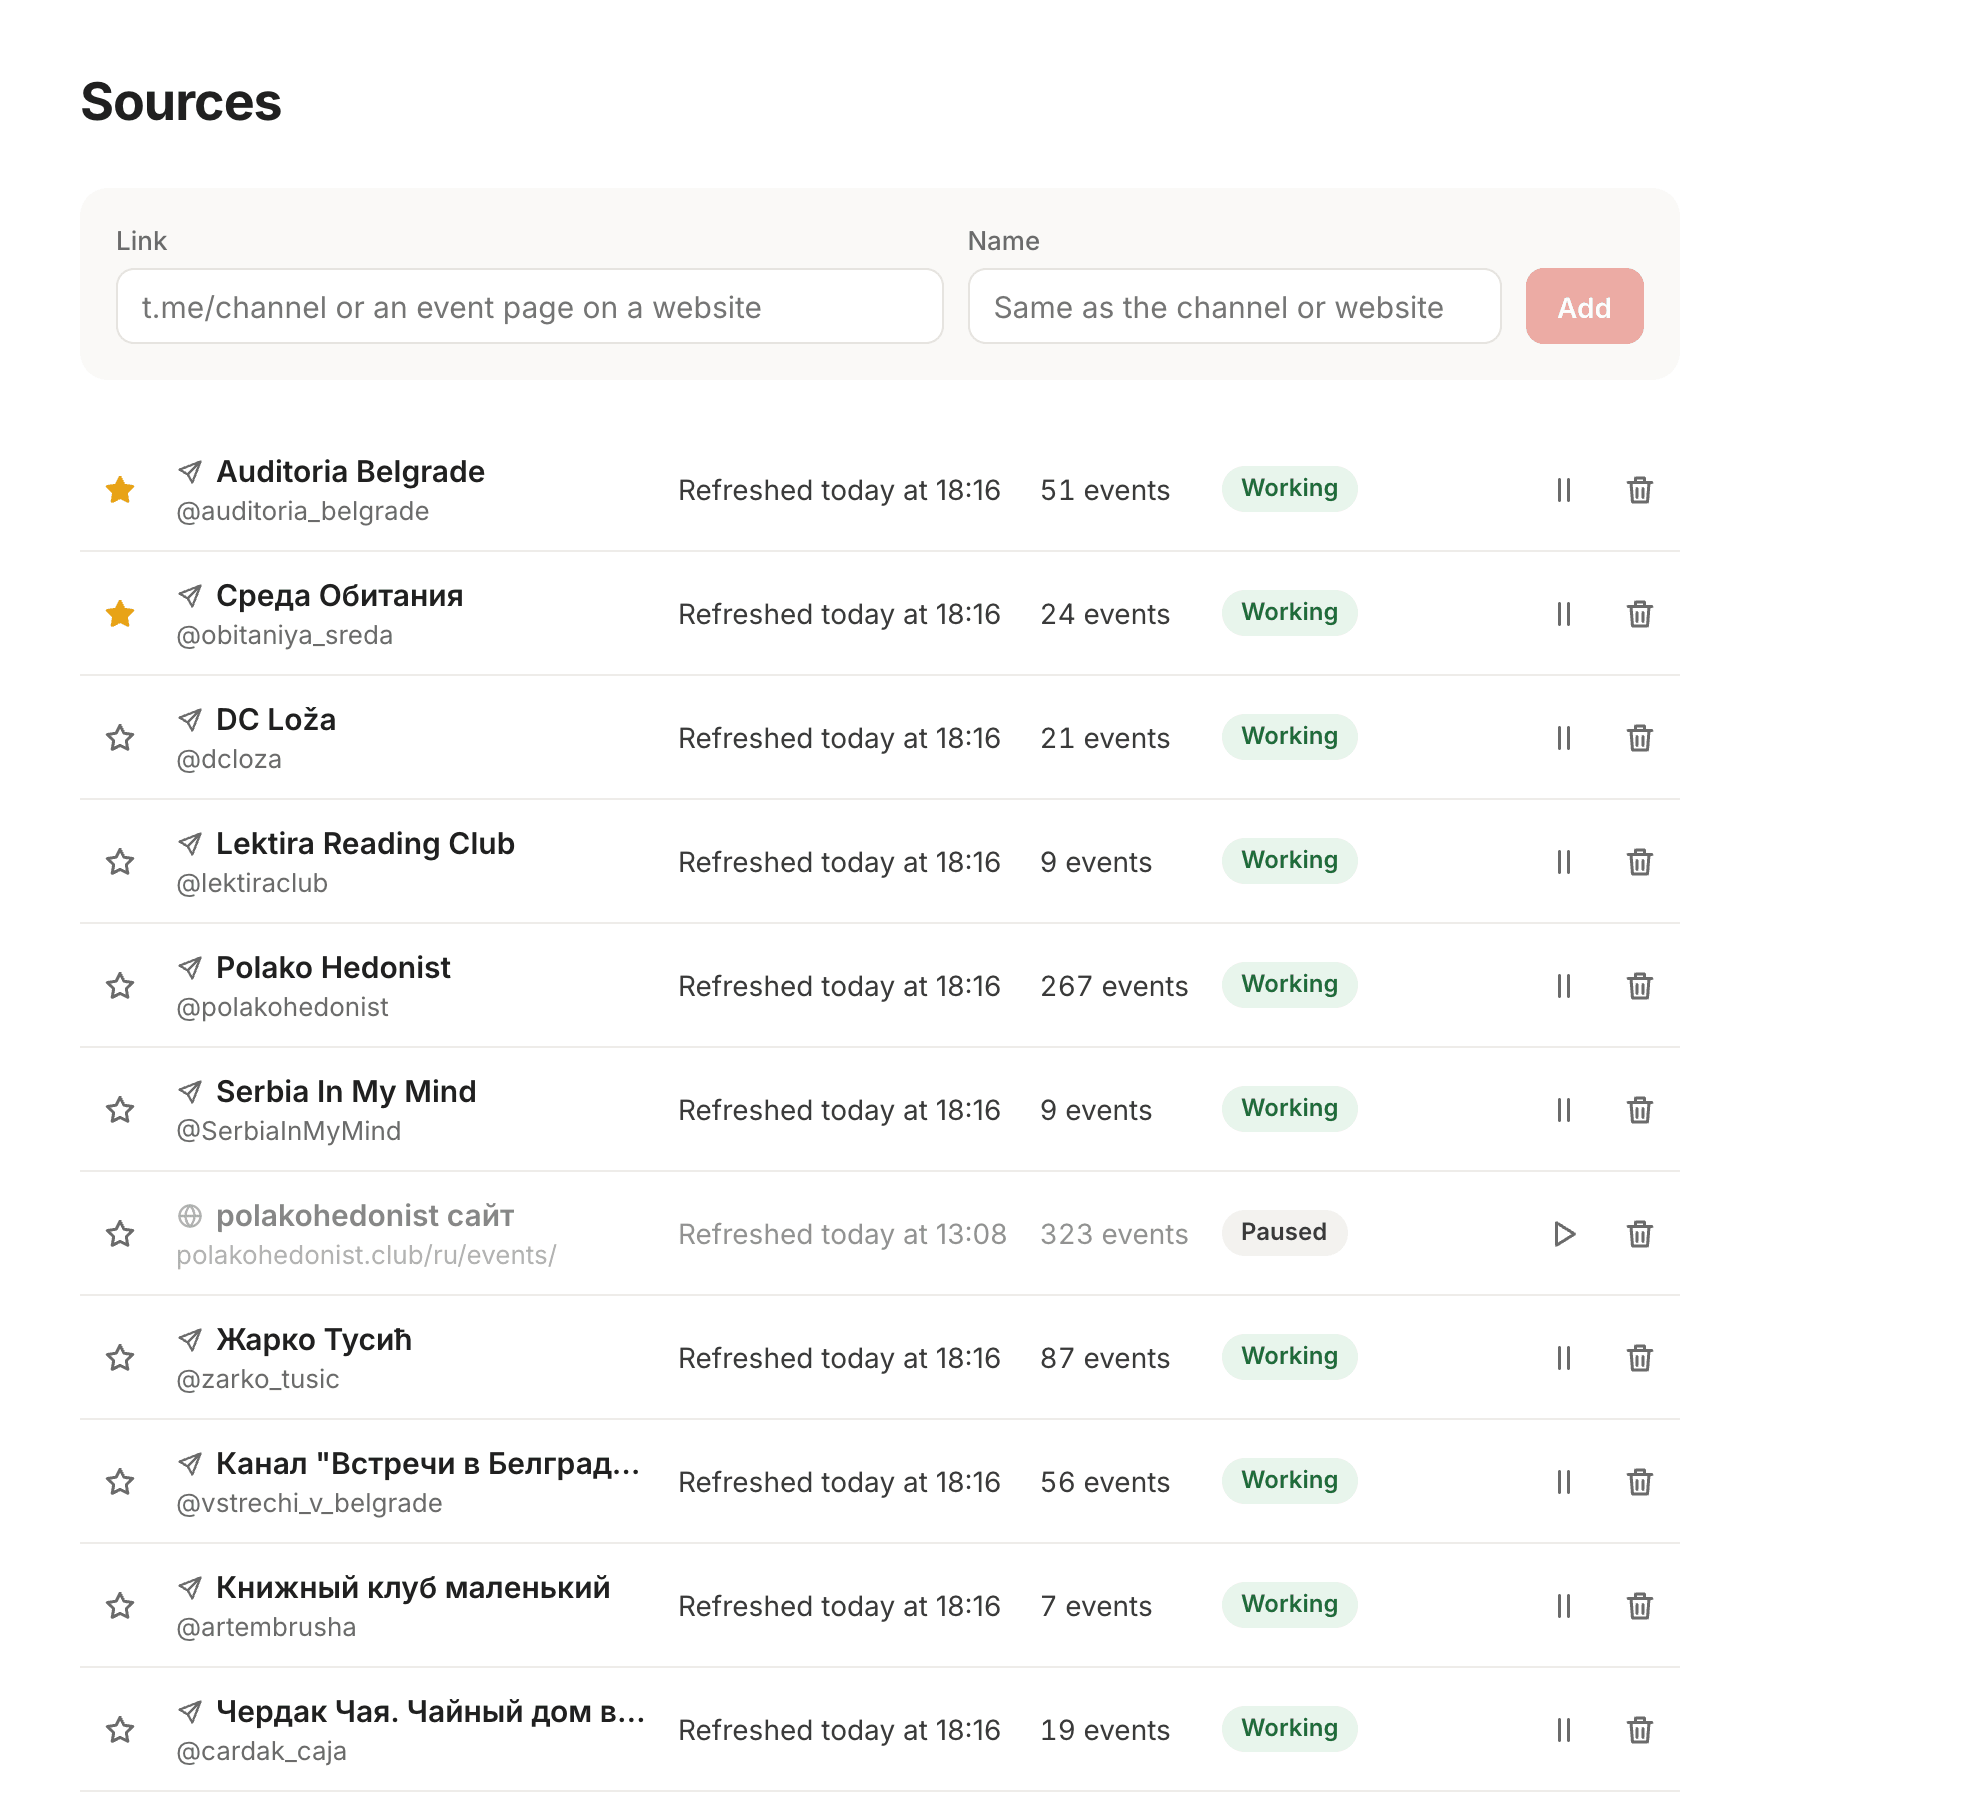 Sources
Link
Name
t.me/channel or an event page on a website
Same as the channel or website
Add
Auditoria Belgrade
@auditoria_belgrade
Refreshed today at 18:16
51 events
Working
Среда Обитания
@obitaniya_sreda
Refreshed today at 18:16
24 events
Working
DC Loža
@dcloza
Refreshed today at 18:16
21 events
Working
Lektira Reading Club
@lektiraclub
Refreshed today at 18:16
9 events
Working
Polako Hedonist
@polakohedonist
Refreshed today at 18:16
267 events
Working
Serbia In My Mind
@SerbiaInMyMind
Refreshed today at 18:16
9 events
Working
polakohedonist сайт
polakohedonist.club/ru/events/
Refreshed today at 13:08
323 events
Paused
Жарко Тусић
@zarko_tusic
Refreshed today at 18:16
87 events
Working
Канал "Встречи в Белград...
@vstrechi_v_belgrade
Refreshed today at 18:16
56 events
Working
Книжный клуб маленький
@artembrusha
Refreshed today at 18:16
7 events
Working
Чердак Чая. Чайный дом в...
@cardak_caja
Refreshed today at 18:16
19 events
Working